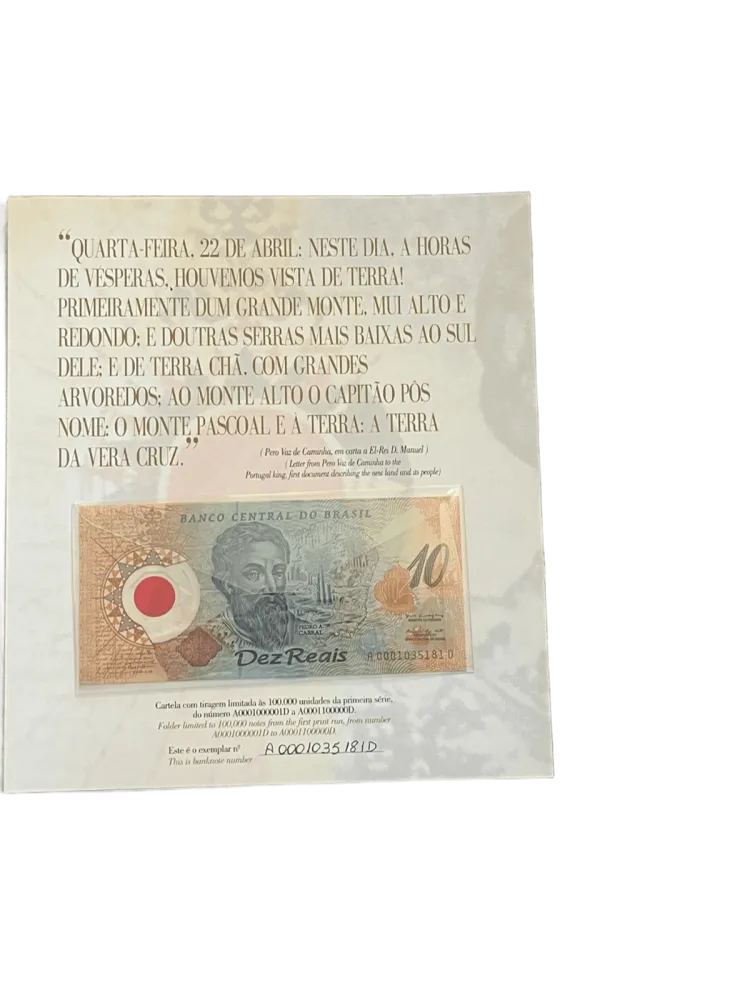 “QUARTA-FEIRA, 22 DE ABRIL: NESTE DIA, A HORAS
DE VÉSPERAS, HOUVEMOS VISTA DE TERRA!
PRIMEIRAMENTE DUM GRANDE MONTE, MUI ALTO E
REDONDO; E DOUTRAS SERRAS MAIS BAIXAS AO SUL
DELE; E DE TERRA CHÃ, COM GRANDES
ARVOREDOS; AO MONTE ALTO O CAPITÃO PÔS
NOME: O MONTE PASCOAL E À TERRA: A TERRA
DA VERA CRUZ.”
( Pero Vaz de Caminha, em carta a El-Rei D. Manuel )
( Letter from Pero Vaz de Caminha to the
Portugal king, first document describing the new land and its people)
BANCO CENTRAL DO BRASIL
10
PEDRO A.
CABRAL
Dez Reais
A 0001035181 D
Cartela com tiragem limitada às 100.000 unidades da primeira série,
do número A0001000001D a A0001100000D.
Folder limited to 100,000 notes from the first print run, from number
A0001000001D to A0001100000D.
Este é o exemplar nº A0001035181D
This is banknote number